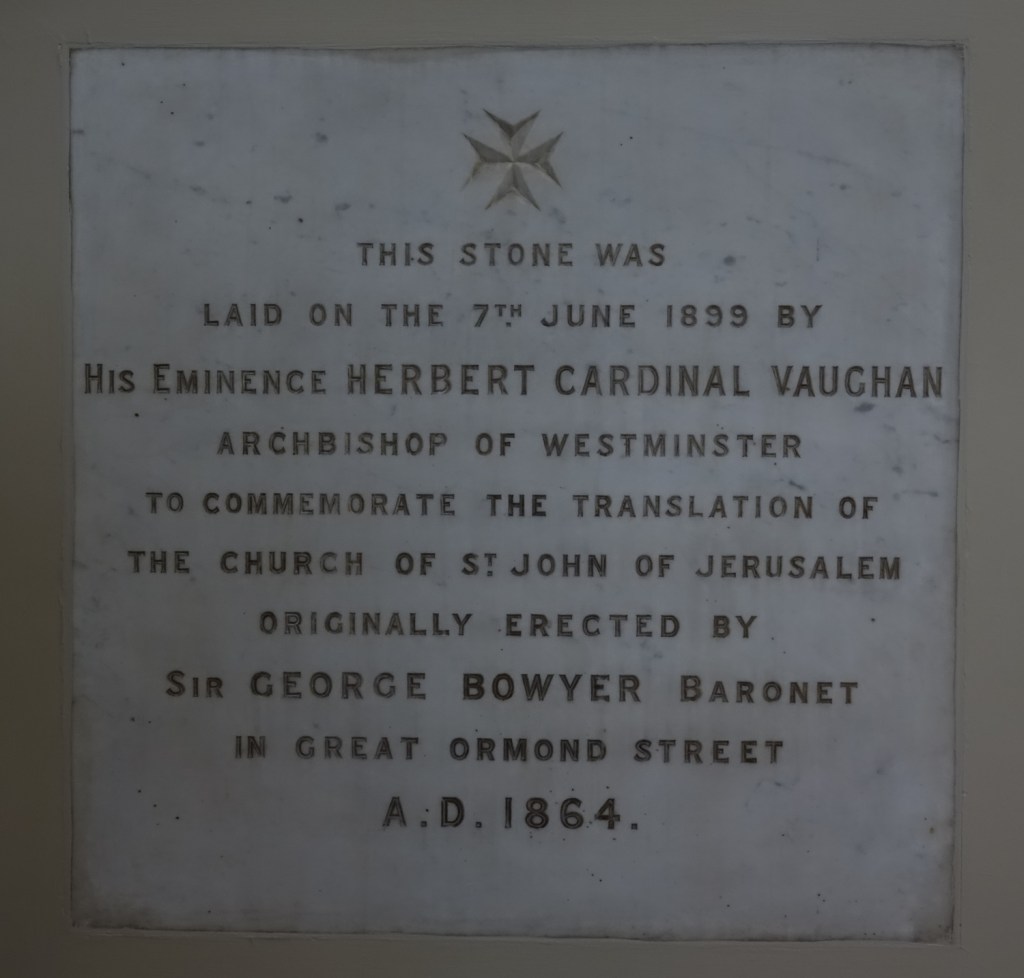 THIS STONE WAS
LAID ON THE 7TH. JUNE 1899 BY
HIS EMINENCE HERBERT CARDINAL VAUGHAN
ARCHBISHOP OF WESTMINSTER
TO COMMEMORATE THE TRANSLATION OF
THE CHURCH OF ST. JOHN OF JERUSALEM
ORIGINALLY ERECTED BY
SIR GEORGE BOWYER BARONET
IN GREAT ORMOND STREET
A.D. 1864.